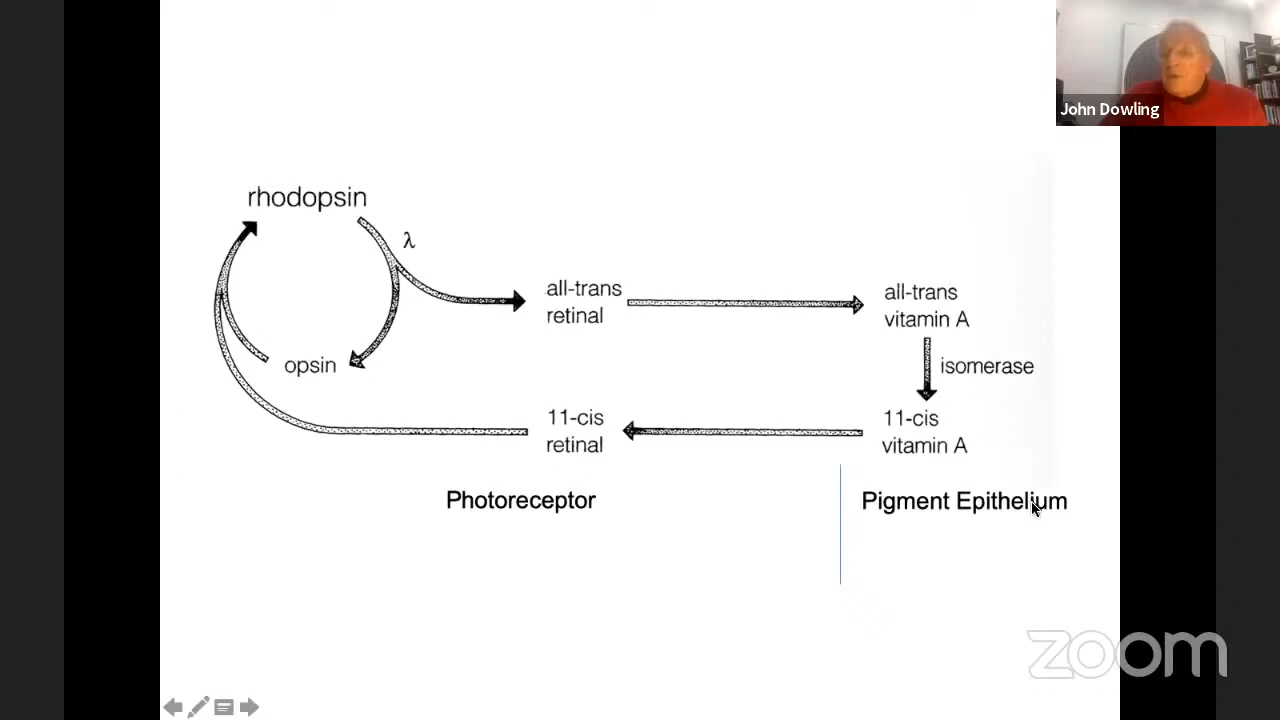 John Dowling
rhodopsin
λ
all-trans
retinal
all-trans
vitamin A
isomerase
opsin
11-cis
retinal
11-cis
vitamin A
Photoreceptor
Pigment Epithelium
zoom